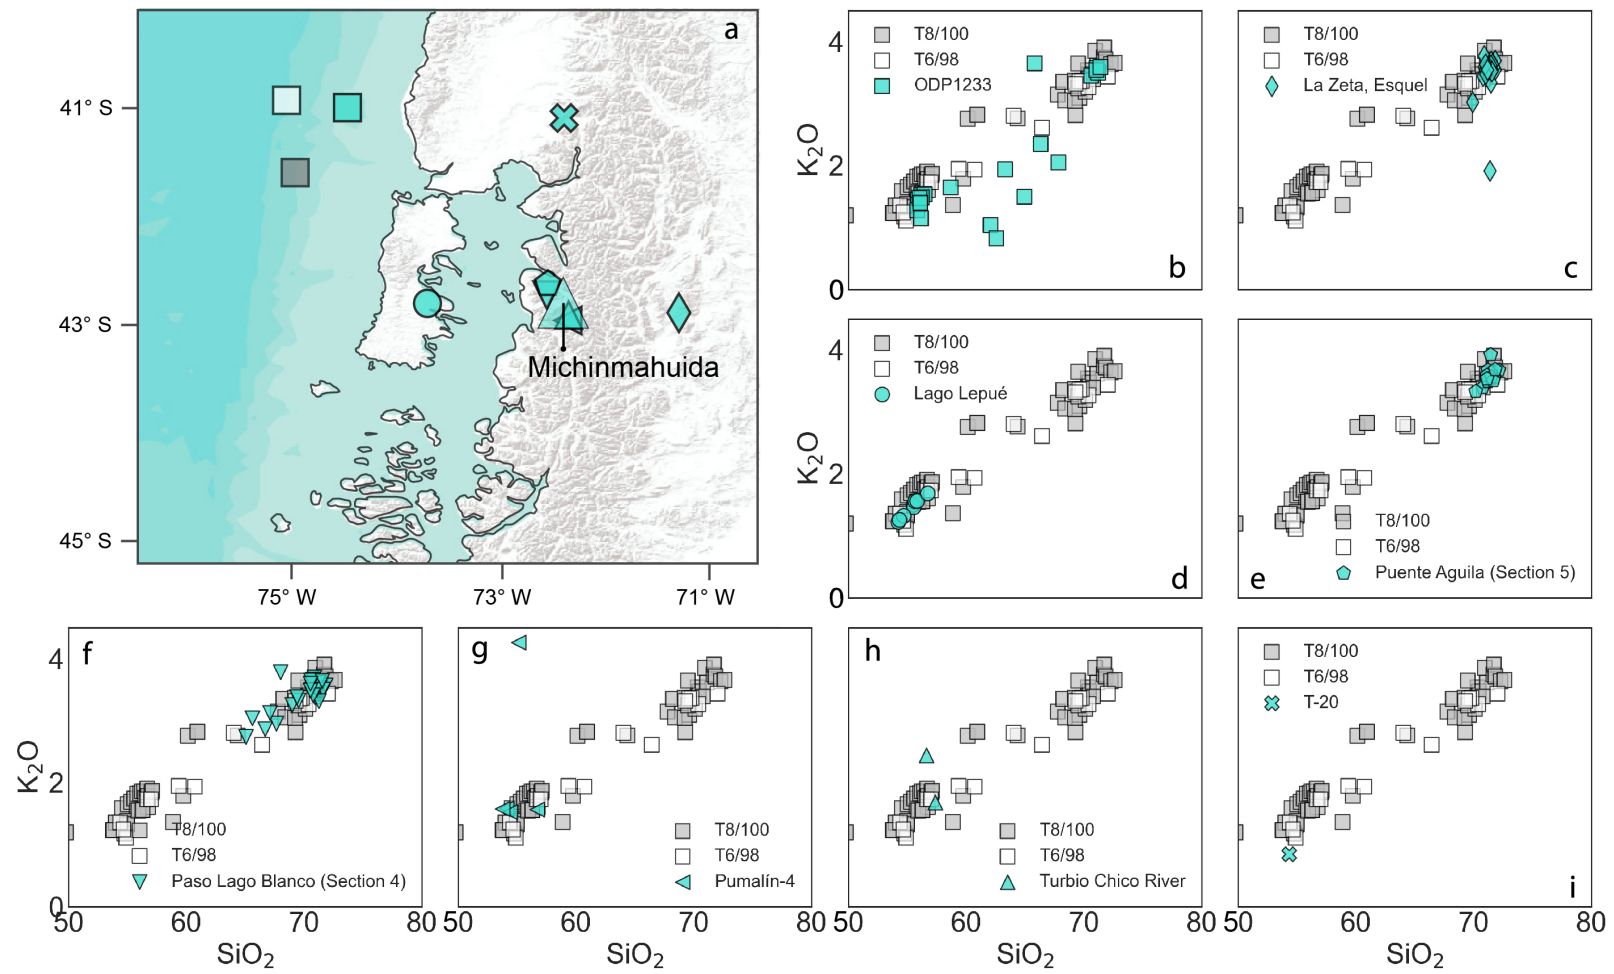 a
41° S
43° S
45° S
Michinmahuida
75° W
73° W
71° W
4
2
0
K2O
T8/100
T6/98
ODP1233
b
T8/100
T6/98
La Zeta, Esquel
c
4
2
0
K2O
T8/100
T6/98
Lago Lepué
d
T8/100
T6/98
Puente Aguila (Section 5)
e
f
4
2
0
K2O
T8/100
T6/98
Paso Lago Blanco (Section 4)
50
60
70
80
SiO2
g
T8/100
T6/98
Pumalín-4
50
60
70
80
SiO2
h
T8/100
T6/98
Turbio Chico River
50
60
70
80
SiO2
T8/100
T6/98
T-20
i
50
60
70
80
SiO2